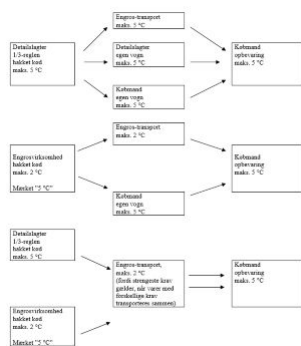 Engros-transport
maks. 5 °C
Detailslagter
1/3-reglen
hakket kød
maks. 5 °C
Detailslagter
egen vogn
maks. 5 °C
Købmand
opbevaring
maks. 5 °C
Købmand
egen vogn
maks. 5 °C
Engros-transport
maks. 2 °C
Engrosvirksomhed
hakket kød
maks. 2 °C
Mærket "5 °C"
Købmand
opbevaring
maks. 5 °C
Købmand
egen vogn
maks. 5 °C
Detailslagter
1/3-reglen
hakket kød
maks. 5 °C
Engros-transport,
maks. 2 °C
(fordi strengeste krav
gælder, når varer med
forskellige krav
transporteres sammen)
Købmand
opbevaring
maks. 5 °C
Engrosvirksomhed
hakket kød
maks. 2 °C
Mærket "5 °C"